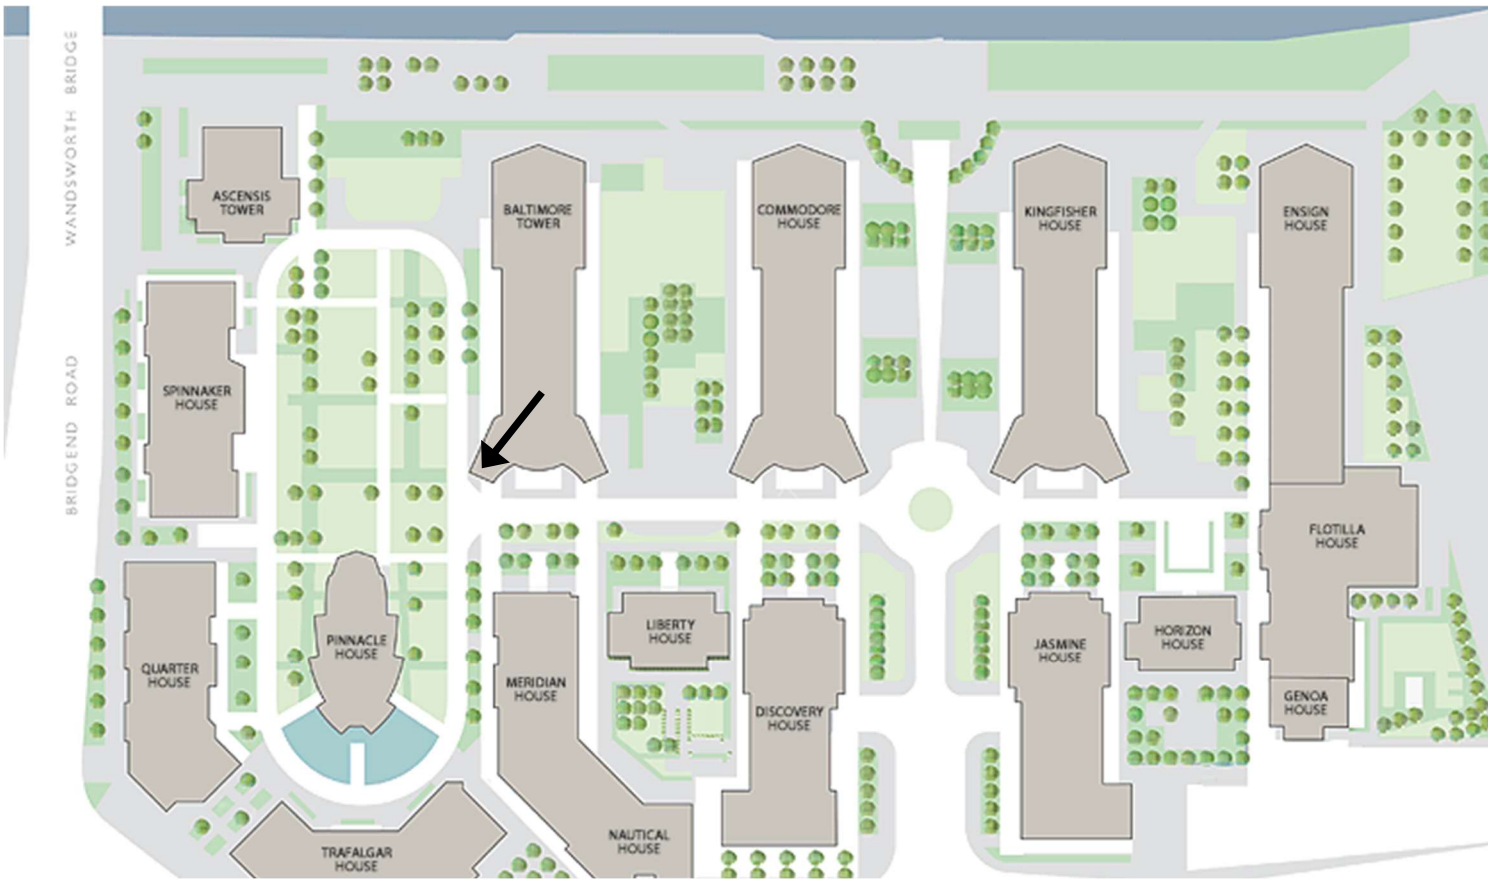 WANDSWORTH BRIDGE
BRIDGEND ROAD
ASCENSIS
TOWER
BALTIMORE
TOWER
COMMODORE
HOUSE
KINGFISHER
HOUSE
ENSIGN
HOUSE
SPINNAKER
HOUSE
FLOTILLA
HOUSE
PINNACLE
HOUSE
LIBERTY
HOUSE
JASMINE
HOUSE
HORIZON
HOUSE
QUARTER
HOUSE
MERIDIAN
HOUSE
DISCOVERY
HOUSE
GENOA
HOUSE
NAUTICAL
HOUSE
TRAFALGAR
HOUSE